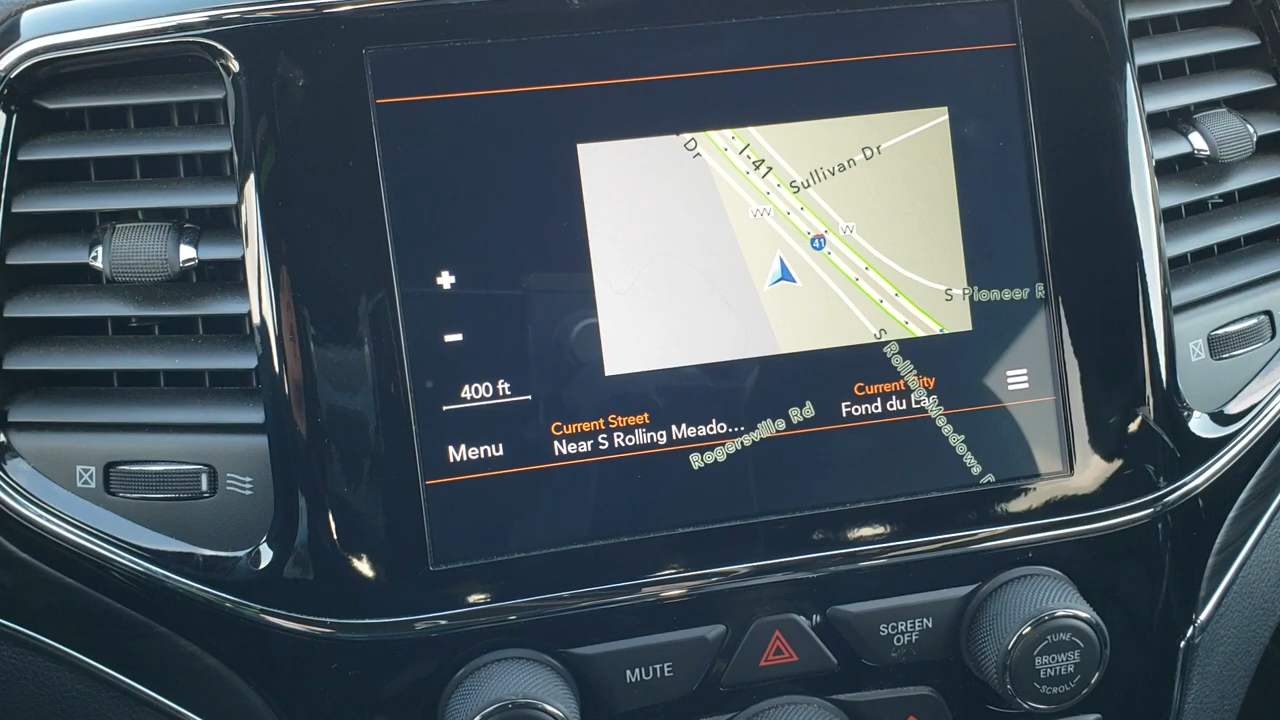 Dr
I-41
Sullivan Dr
VVV
W
41
S Pioneer R
S Rolling Meadows
400 ft
Current City
Fond du La
Current Street
Near S Rolling Meado...
Rogersville Rd
Menu
SCREEN
OFF
MUTE
TUNE
BROWSE
ENTER
SCROLL